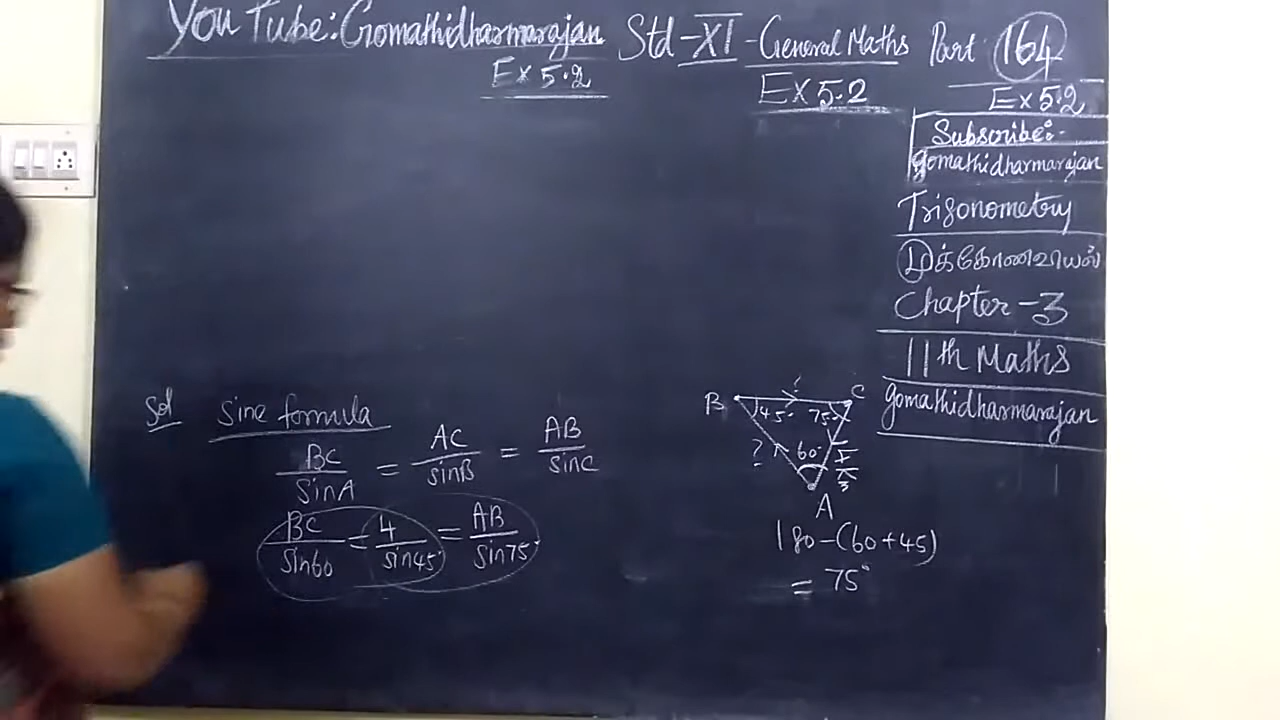 YouTube: Gomathidharmarajan Std-XI - General Maths Part 164
Ex 5.2 Ex 5.2 Ex 5.2
Subscribe:-
gomathidharmarajan
Trigonometry
முக்கோணவியல்
Chapter-3
11th Maths
gomathidharmarajan
Sol Sine formula
BC/SinA = AC/sinB = AB/sinC
BC/sin60 = 4/sin45° = AB/sin75°
B ? C
45° 75°
? 60°
A
180-(60+45)
= 75°